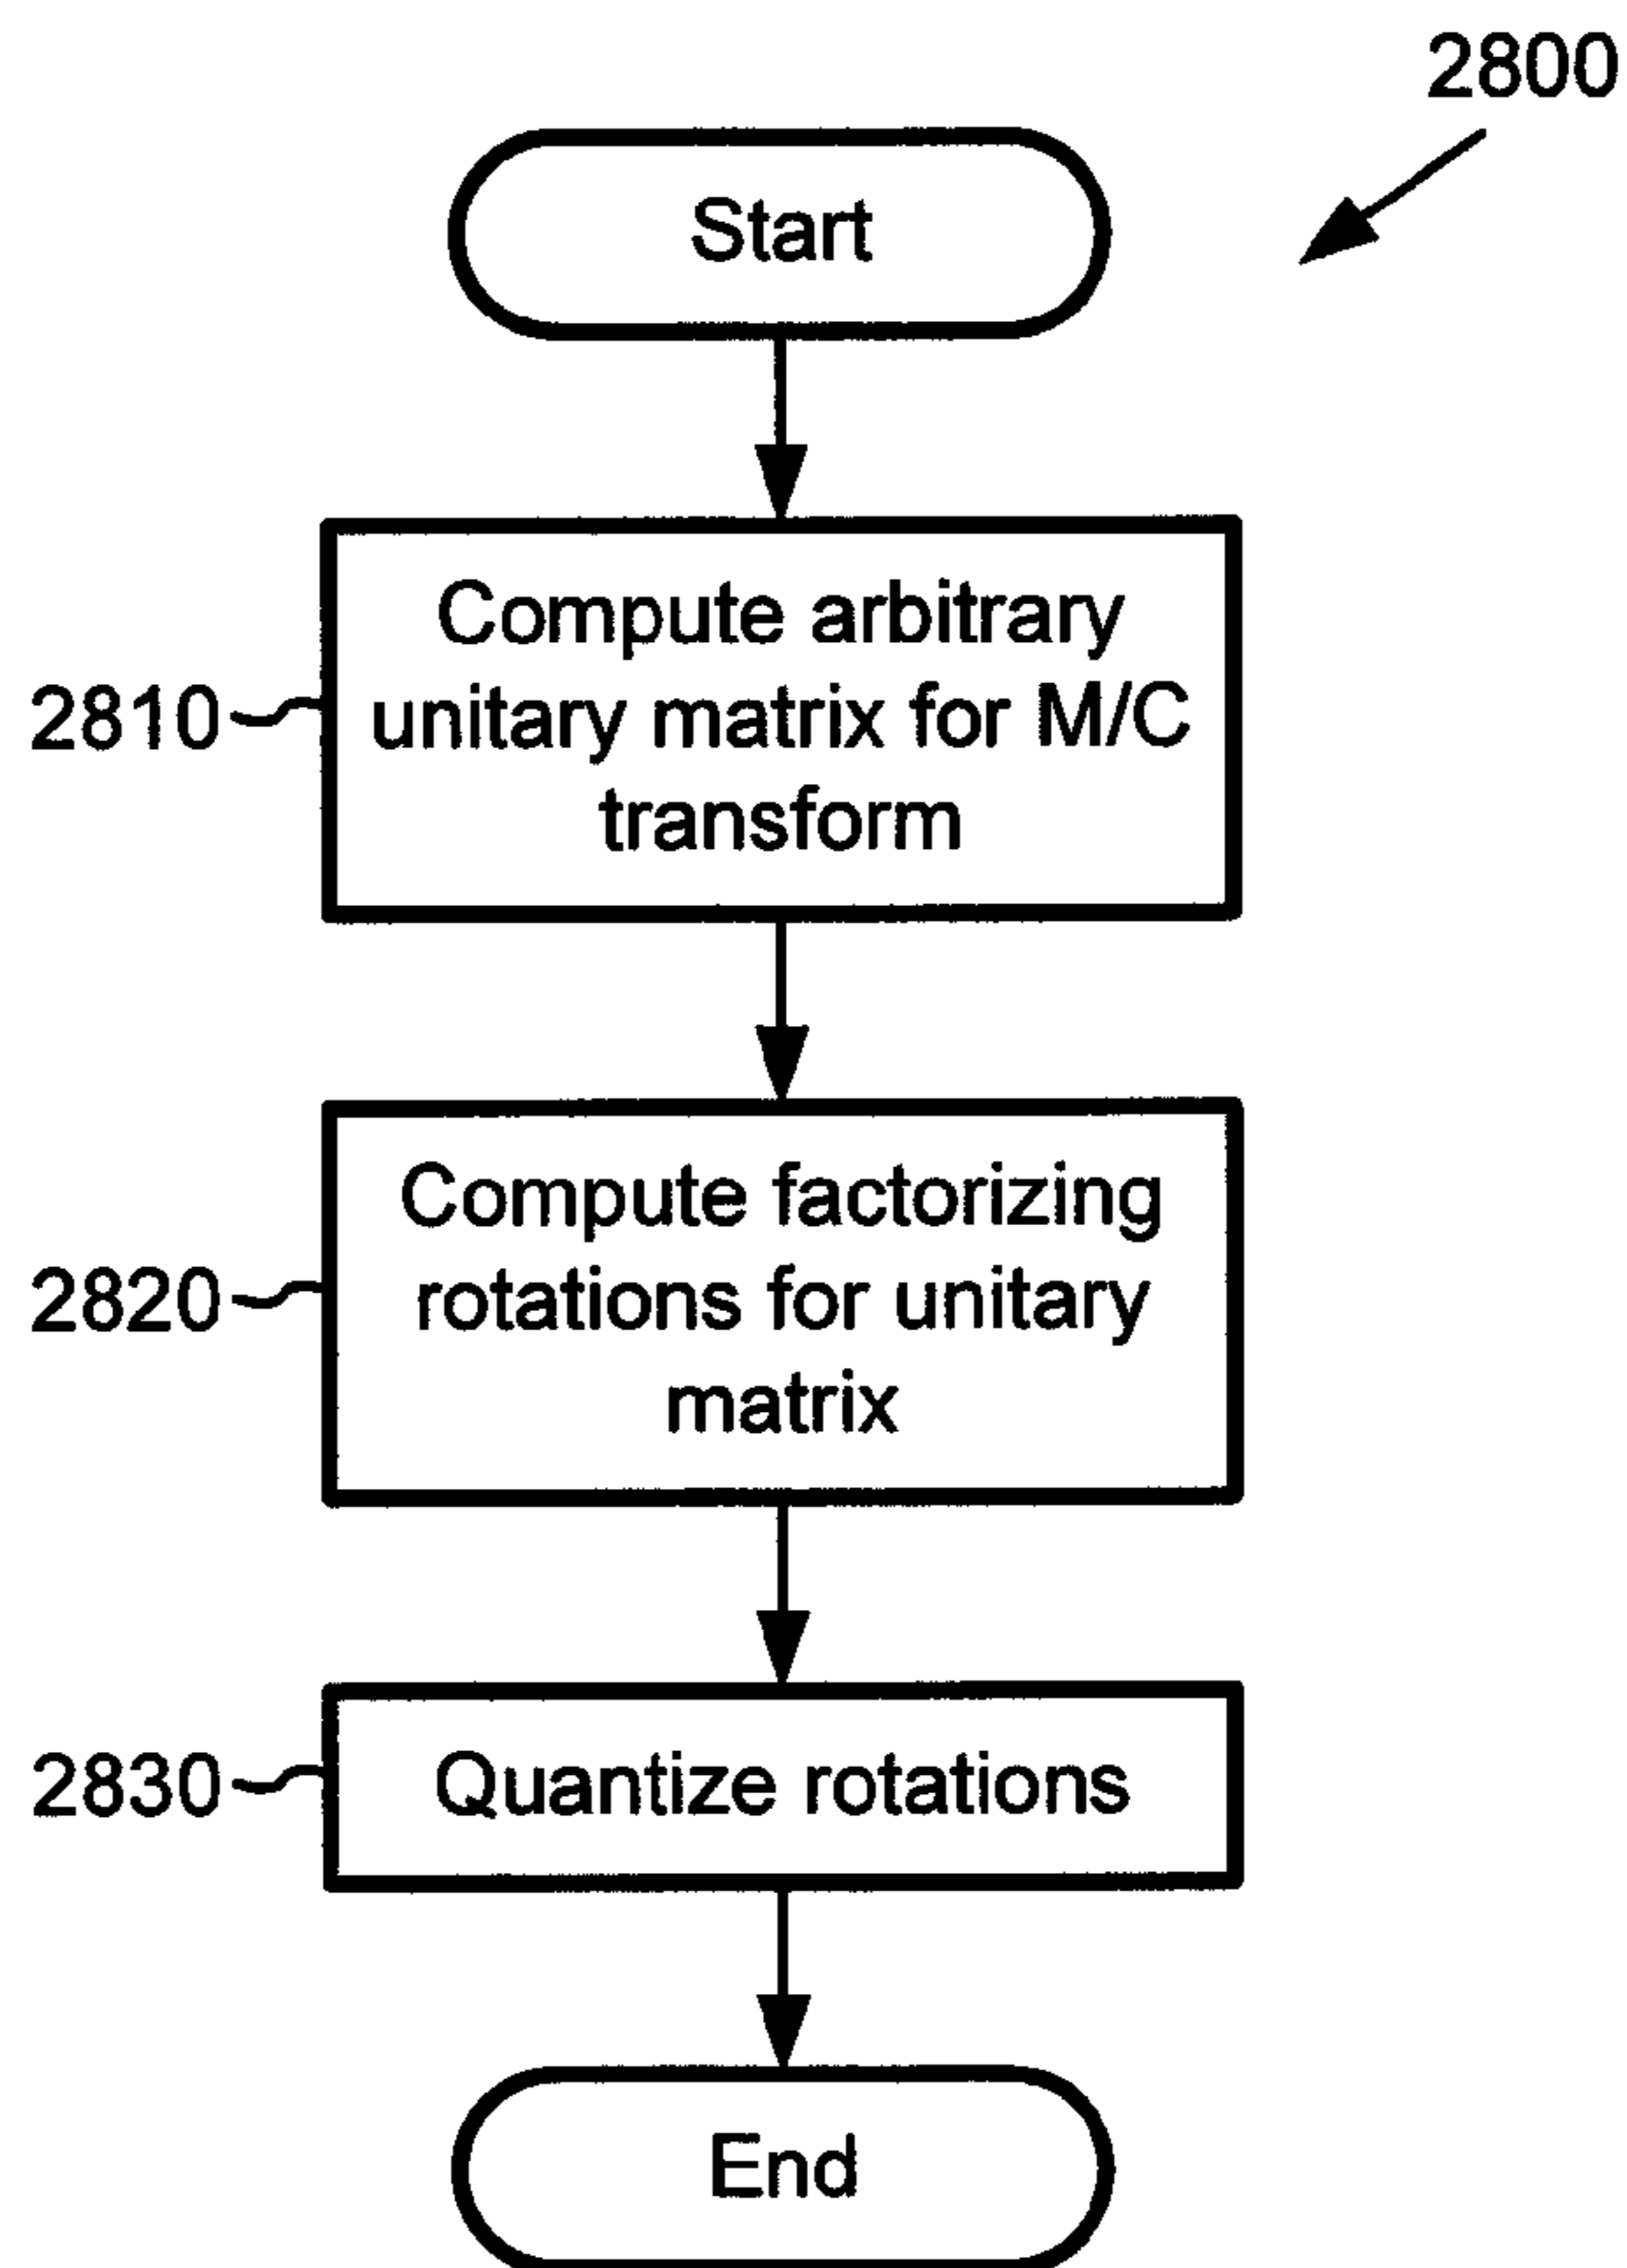 2800
Start
Compute arbitrary
unitary matrix for M/C
transform
2810
Compute factorizing
rotations for unitary
matrix
2820
Quantize rotations
2830
End